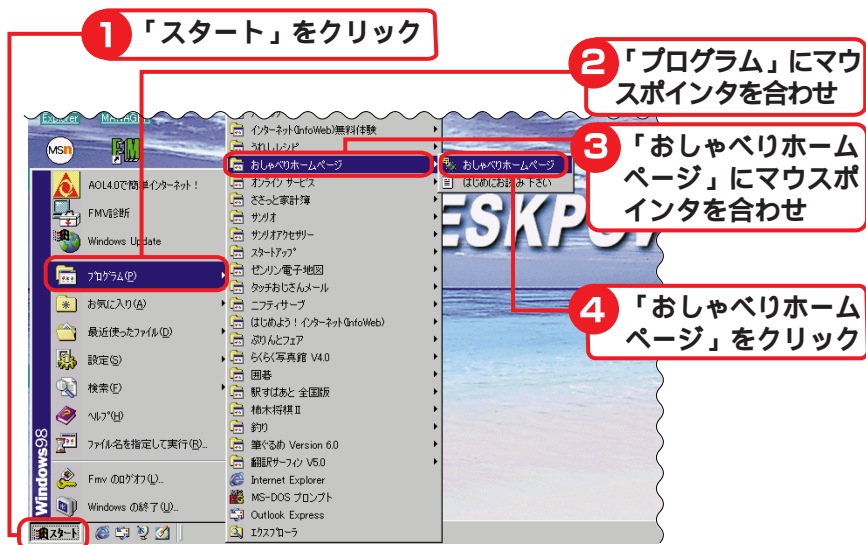 1 「スタート」をクリック
2 「プログラム」にマウ
スポインタを合わせ
3 「おしゃべりホーム
ページ」にマウスポ
インタを合わせ
4 「おしゃべりホーム
ページ」をクリック
Explorer
msn
FM
AOL4.0で簡単インターネット!
FMV診断
Windows Update
プログラム(P)
お気に入り(A)
最近使ったファイル(D)
設定(S)
検索(F)
ヘルプ(H)
ファイル名を指定して実行(R)...
Fmv のログオフ(L)...
Windows の終了(U)...
Windows98
スタート
インターネット(InfoWeb)無料体験
うれしレシピ
おしゃべりホームページ
オンライン サービス
ささっと家計簿
サンリオ
サンリオアクセサリー
スタートアップ
ゼンリン電子地図
タッチおじさんメール
ニフティサーブ
はじめよう!インターネット(InfoWeb)
ぷりんとフェア
らくらく写真館 V4.0
囲碁
駅すぱあと 全国版
柿木将棋Ⅱ
釣り
筆ぐるめ Version 6.0
翻訳サーフィン V5.0
Internet Explorer
MS-DOS プロンプト
Outlook Express
エクスプローラ
おしゃべりホームページ
はじめにお読み下さい
ESKPO